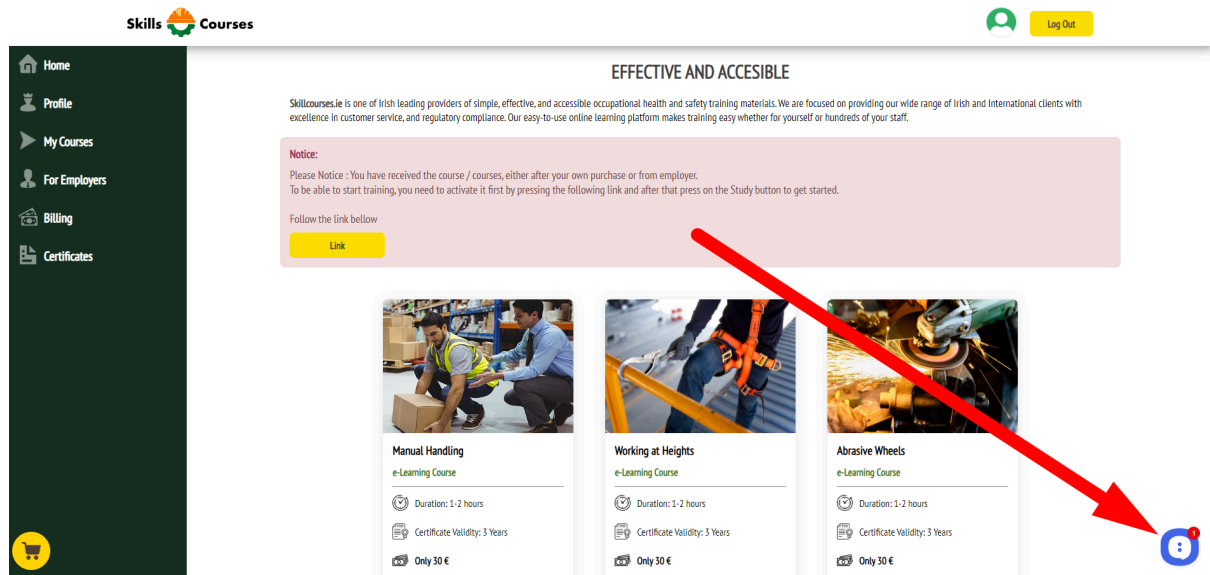 Skills Courses
Log Out
Home
Profile
My Courses
For Employers
Billing
Certificates
EFFECTIVE AND ACCESIBLE
Skillcourses.ie is one of Irish leading providers of simple, effective, and accessible occupational health and safety training materials. We are focused on providing our wide range of Irish and International clients with
excellence in customer service, and regulatory compliance. Our easy-to-use online learning platform makes training easy whether for yourself or hundreds of your staff.
Notice:
Please Notice : You have received the course / courses, either after your own purchase or from employer.
To be able to start training, you need to activate it first by pressing the following link and after that press on the Study button to get started.
Follow the link bellow
Link
Manual Handling
e-Learning Course
Duration: 1-2 hours
Certificate Validity: 3 Years
Only 30 €
Working at Heights
e-Learning Course
Duration: 1-2 hours
Certificate Validity: 3 Years
Only 30 €
Abrasive Wheels
e-Learning Course
Duration: 1-2 hours
Certificate Validity: 3 Years
Only 30 €
1